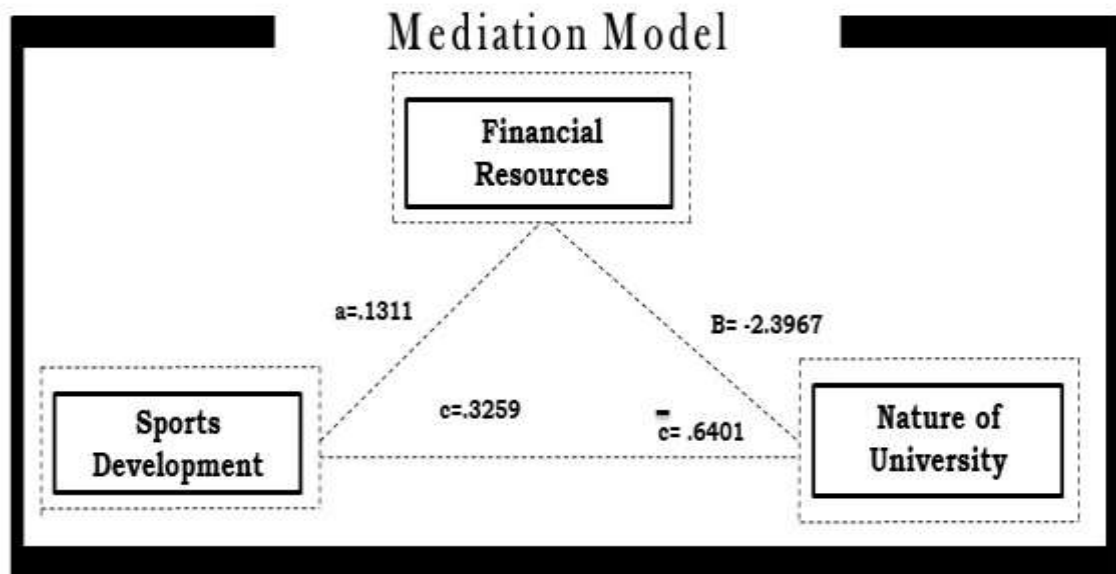 Mediation Model
Financial
Resources
a=.1311
B= -2.3967
Sports
Development
c=.3259
c̄= .6401
Nature of
University